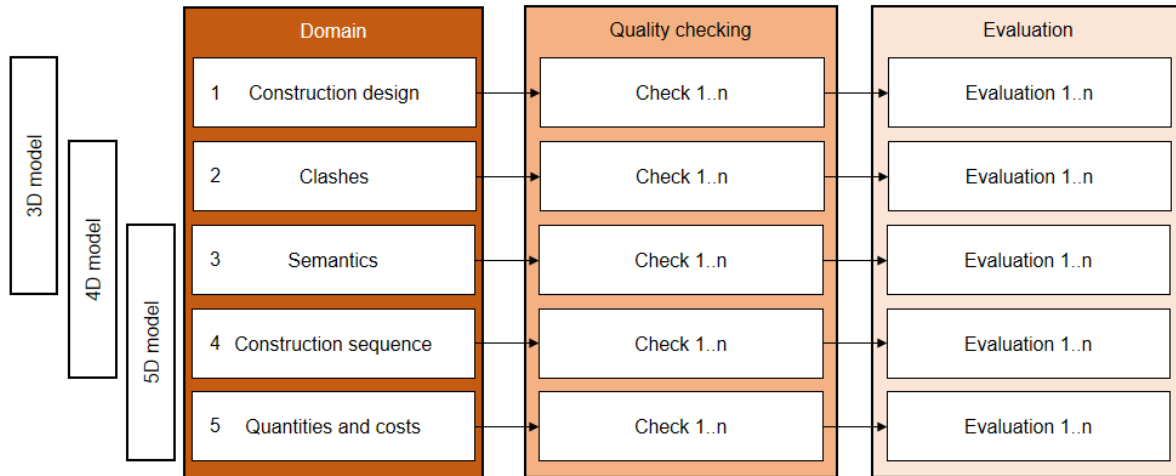 3D model
4D model
5D model
Domain
1 Construction design
2 Clashes
3 Semantics
4 Construction sequence
5 Quantities and costs
Quality checking
Check 1..n
Check 1..n
Check 1..n
Check 1..n
Check 1..n
Evaluation
Evaluation 1..n
Evaluation 1..n
Evaluation 1..n
Evaluation 1..n
Evaluation 1..n